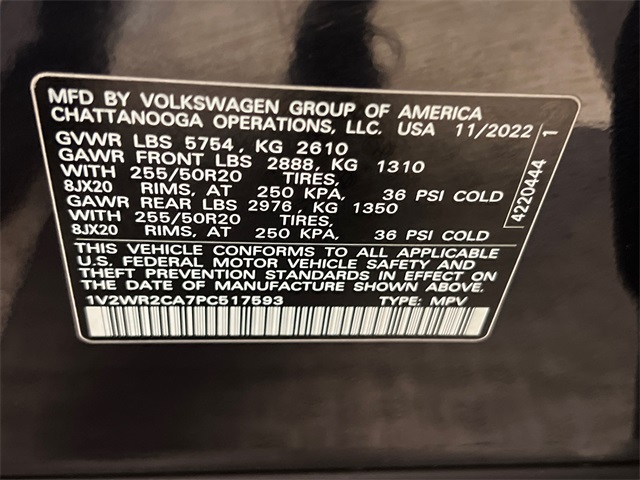 MFD BY VOLKSWAGEN GROUP OF AMERICA
CHATTANOOGA OPERATIONS, LLC. USA 11/2022
GVWR LBS 5754, KG 2610
GAWR FRONT LBS 2888, KG 1310
WITH 255/50R20 TIRES,
8JX20 RIMS, AT 250 KPA, 36 PSI COLD
GAWR REAR LBS 2976, KG 1350
WITH 255/50R20 TIRES,
8JX20 RIMS, AT 250 KPA, 36 PSI COLD
THIS VEHICLE CONFORMS TO ALL APPLICABLE
U.S. FEDERAL MOTOR VEHICLE SAFETY AND
THEFT PREVENTION STANDARDS IN EFFECT ON
THE DATE OF MANUFACTURE SHOWN ABOVE.
1V2WR2CA7PC517593 TYPE: MPV
4220444 1